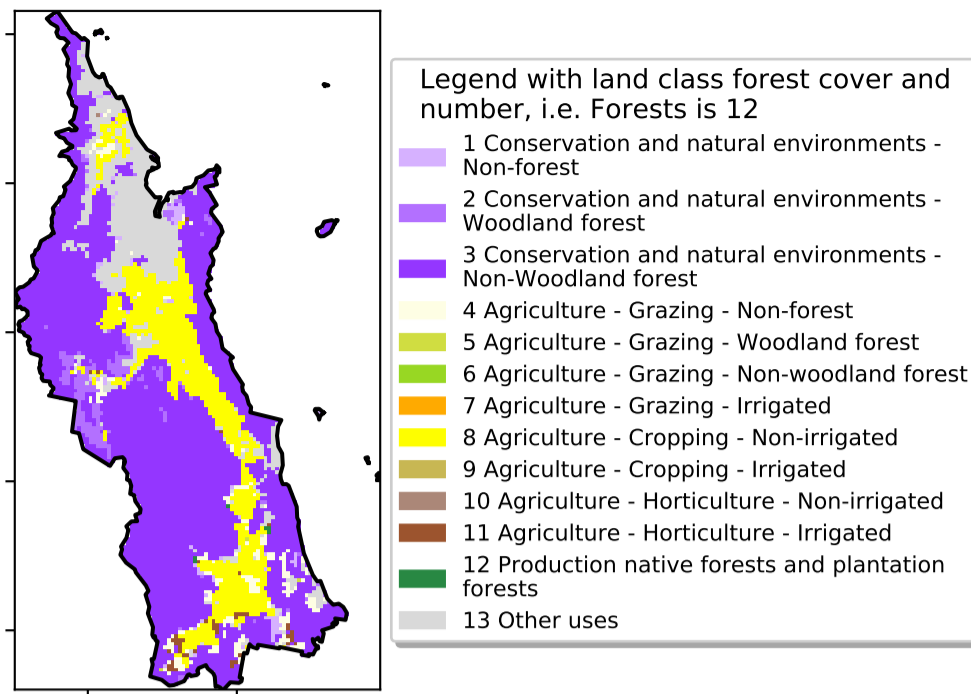 Legend with land class forest cover and
number, i.e. Forests is 12
1 Conservation and natural environments -
Non-forest
2 Conservation and natural environments -
Woodland forest
3 Conservation and natural environments -
Non-Woodland forest
4 Agriculture - Grazing - Non-forest
5 Agriculture - Grazing - Woodland forest
6 Agriculture - Grazing - Non-woodland forest
7 Agriculture - Grazing - Irrigated
8 Agriculture - Cropping - Non-irrigated
9 Agriculture - Cropping - Irrigated
10 Agriculture - Horticulture - Non-irrigated
11 Agriculture - Horticulture - Irrigated
12 Production native forests and plantation
forests
13 Other uses